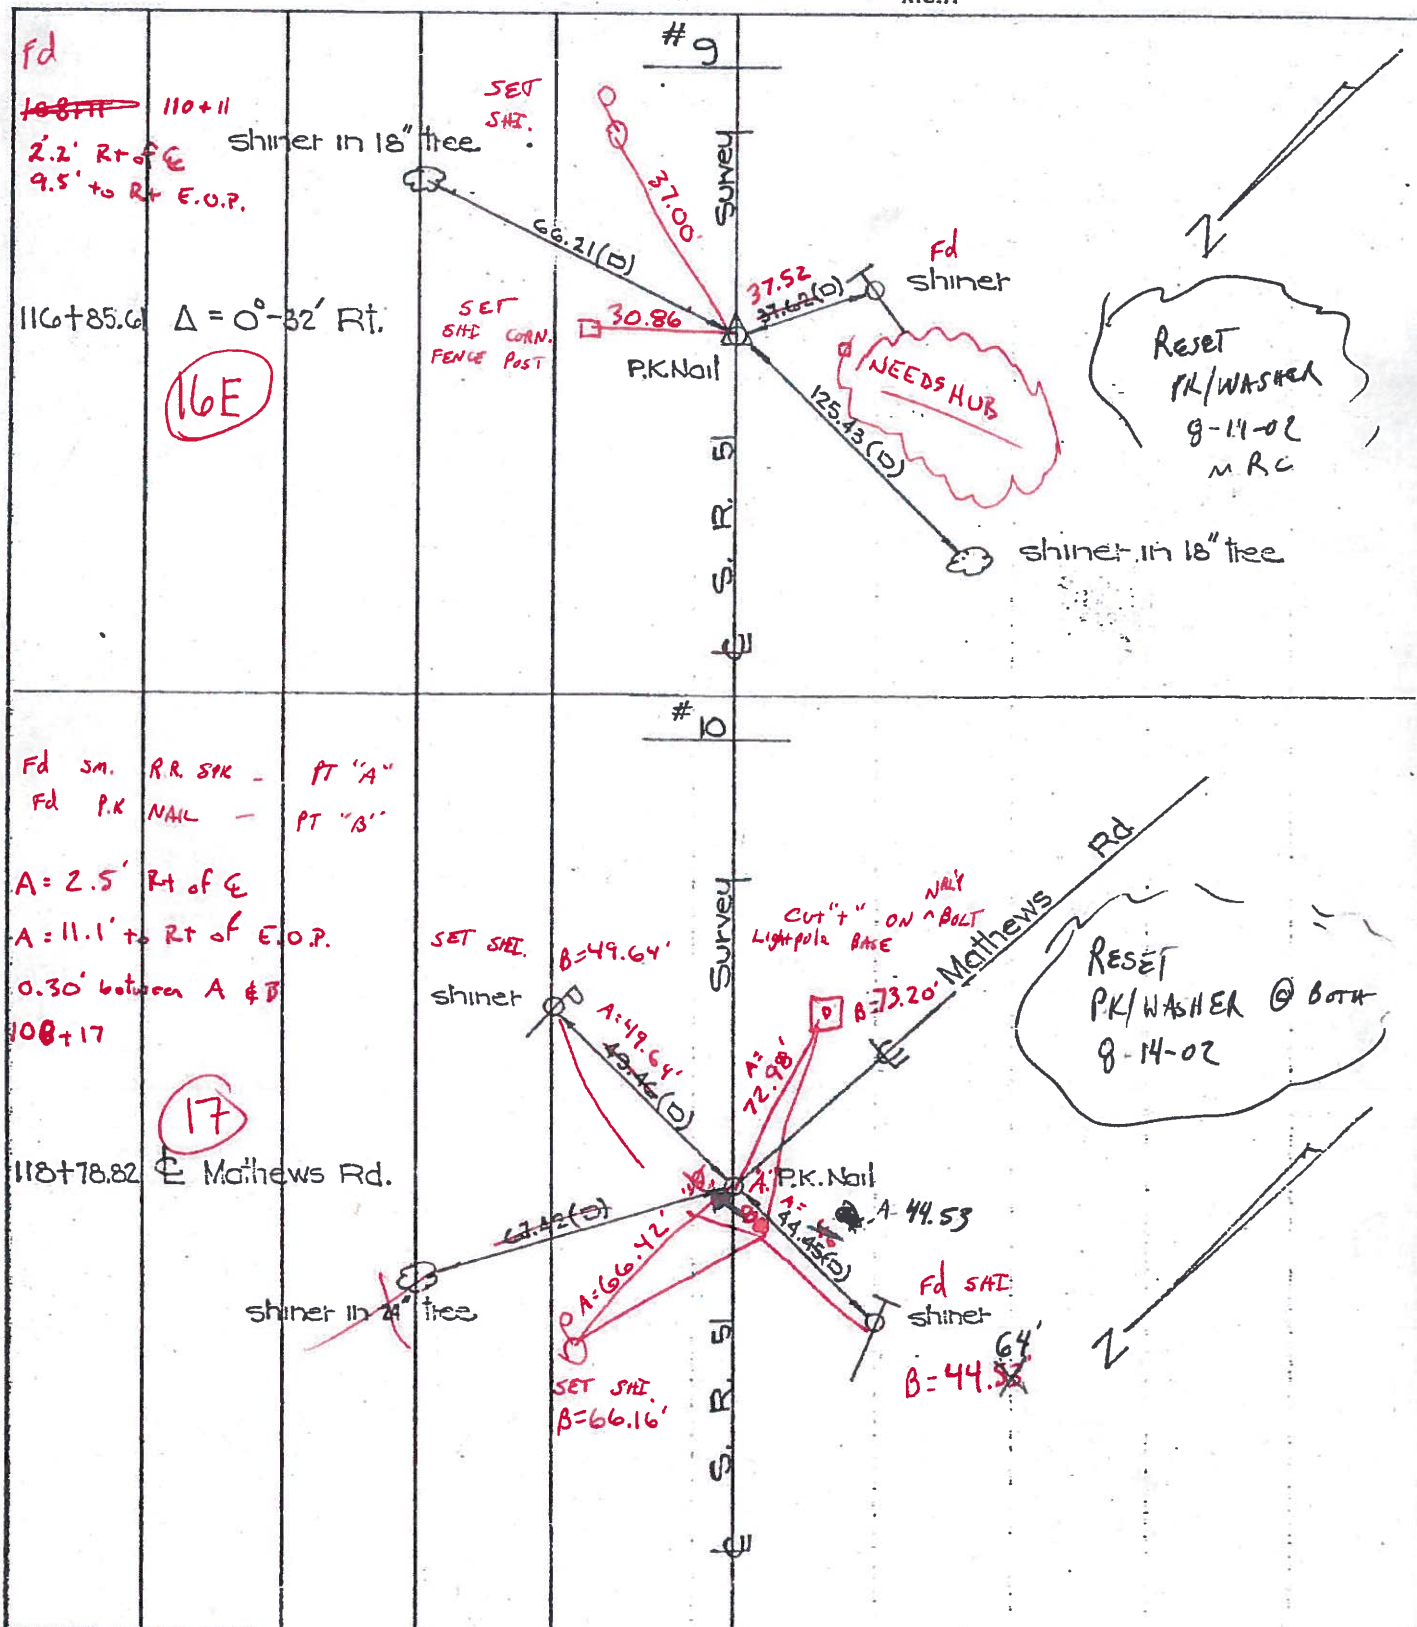 # 9
Fd
108+11 110+11
2.2' Rt of ℄
9.5' to Rt E.O.P.
shiner in 18" tree
SET
SHI.
37.00
Survey
66.21(D)
Fd
shiner
37.52
37.62(D)
116+85.61 Δ = 0°-32' Rt.
16E
SET
SHI CORN.
FENCE POST
30.86'
P.K.Nail
NEEDS HUB
125.43(D)
RESET
PK/WASHER
8-14-02
MRC
N
S. R. 51
shiner in 18" tree
℄
# 10
Fd sm. R.R. SPK - PT "A"
Fd P.K NAIL - PT "B"
A= 2.5' Rt of ℄
A= 11.1' to Rt of E.O.P.
0.30' between A & B
108+17
17
118+78.82 ℄ Mathews Rd.
SET SHI. B=49.64'
shiner
A=49.64'
43.46(D)
Survey
CUT "+" ON ^ NRL'Y BOLT
Lightpole BASE
B=73.20'
A=
72.98'
℄ Mathews Rd.
RESET
PK/WASHER @ BOTH
8-14-02
A. P.K.Nail
B
A=
A-44.53
44.45(D)
67.42(D)
A=66.42'
shiner in 24" tree
Fd SHI
shiner
64'
B=44.53'
SET SHI.
B=66.16'
S. R. 51
℄
N